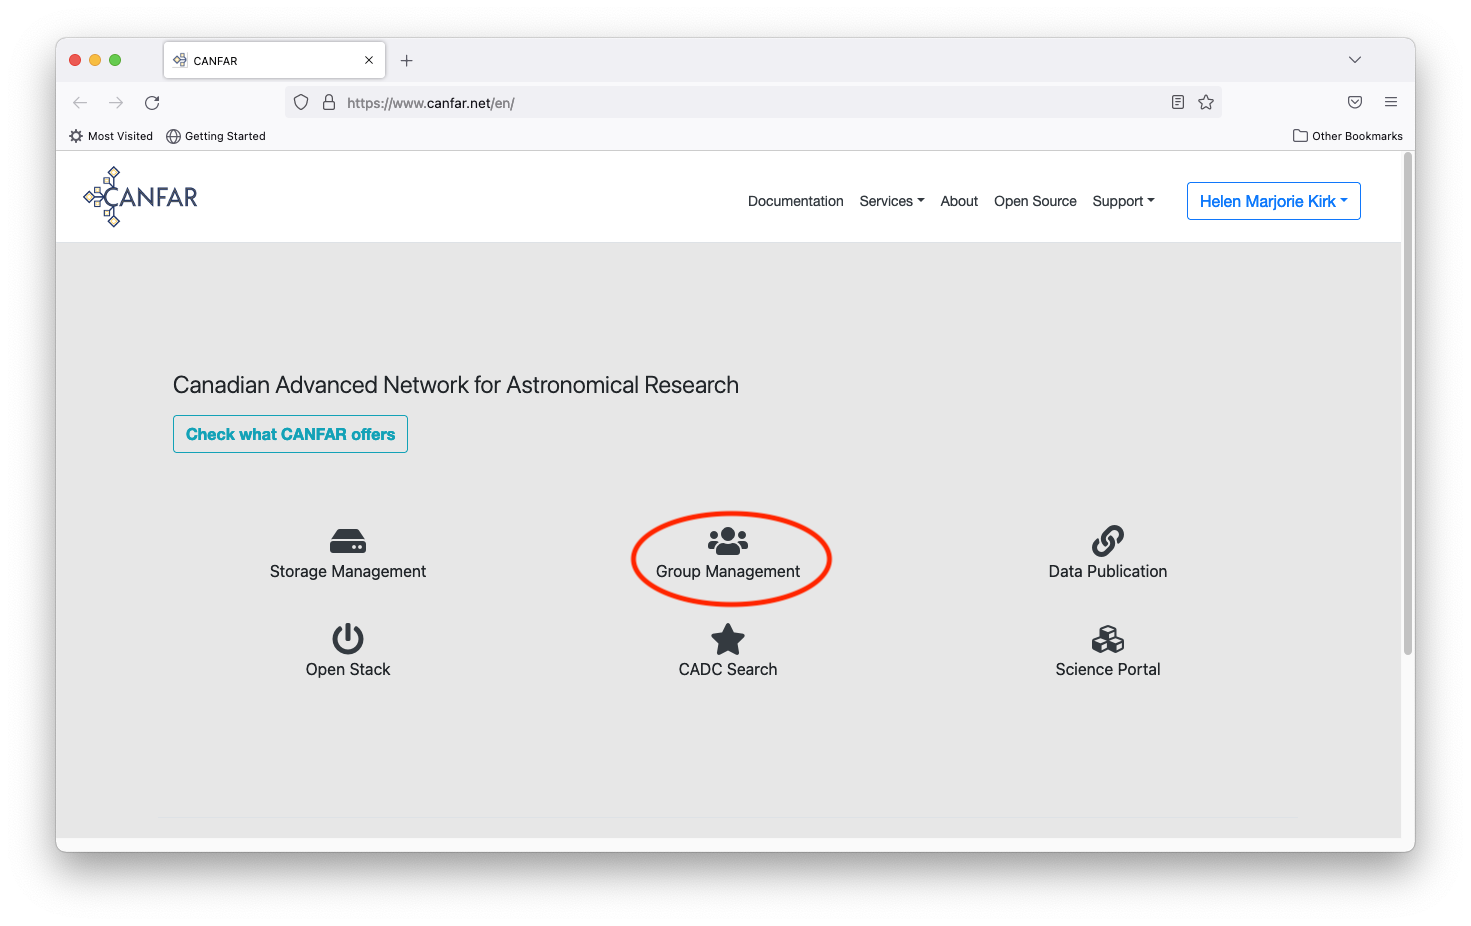 CANFAR
https://www.canfar.net/en/
Most Visited Getting Started Other Bookmarks
CANFAR
Documentation Services About Open Source Support Helen Marjorie Kirk
Canadian Advanced Network for Astronomical Research
Check what CANFAR offers
Storage Management Group Management Data Publication
Open Stack CADC Search Science Portal